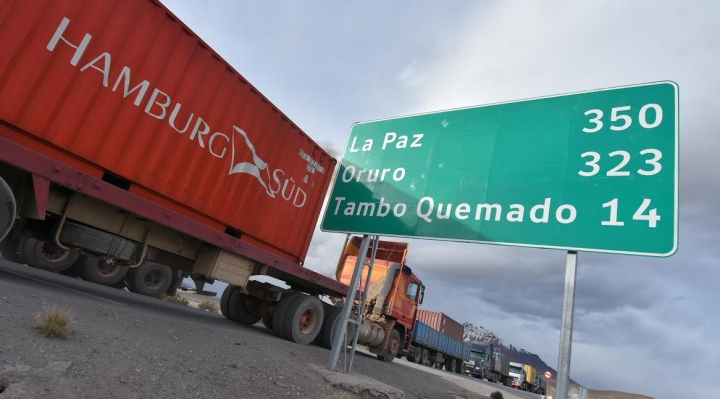 HAMBURG SÜD
La Paz 350
Oruro 323
Tambo Quemado 14